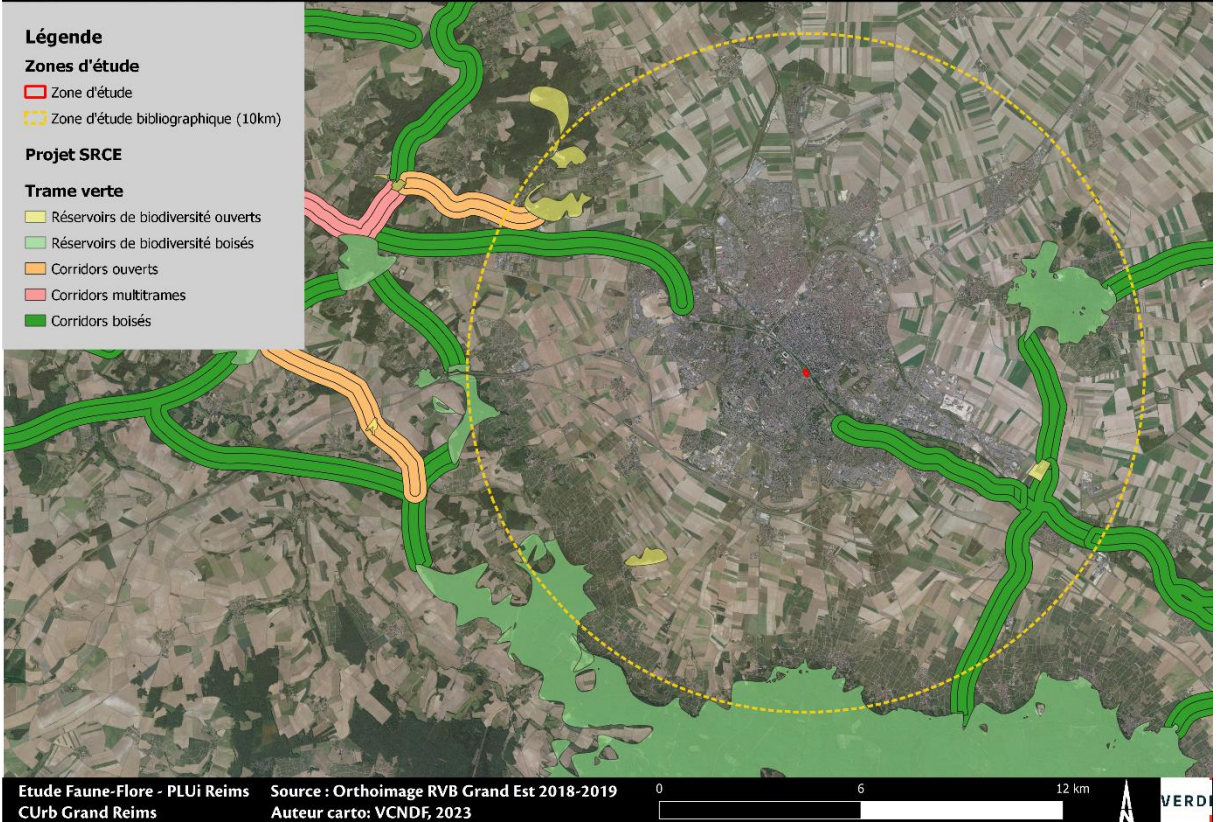 Légende
Zones d'étude
Zone d'étude
Zone d'étude bibliographique (10km)
Projet SRCE
Trame verte
Réservoirs de biodiversité ouverts
Réservoirs de biodiversité boisés
Corridors ouverts
Corridors multitrames
Corridors boisés
Etude Faune-Flore - PLUi Reims
CUrb Grand Reims
Source : Orthoimage RVB Grand Est 2018-2019
Auteur carto: VCNDF, 2023
0 6 12 km
N
VERDI